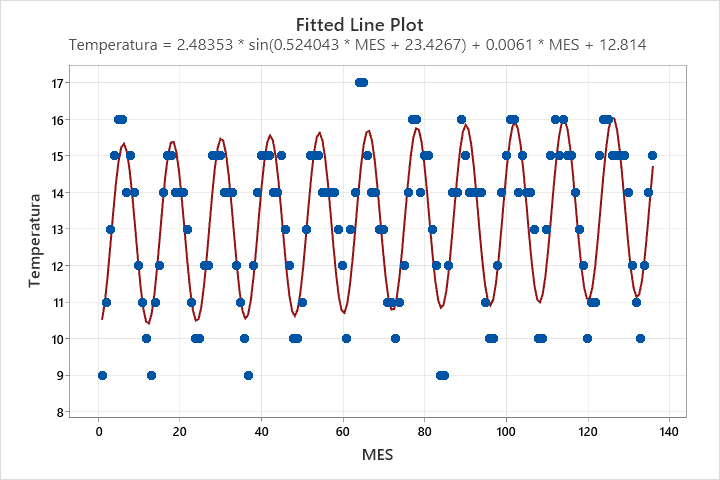 Fitted Line Plot
Temperatura = 2.48353 * sin(0.524043 * MES + 23.4267) + 0.0061 * MES + 12.814
17
16
15
14
13
12
11
10
9
8
Temperatura
0 20 40 60 80 100 120 140
MES